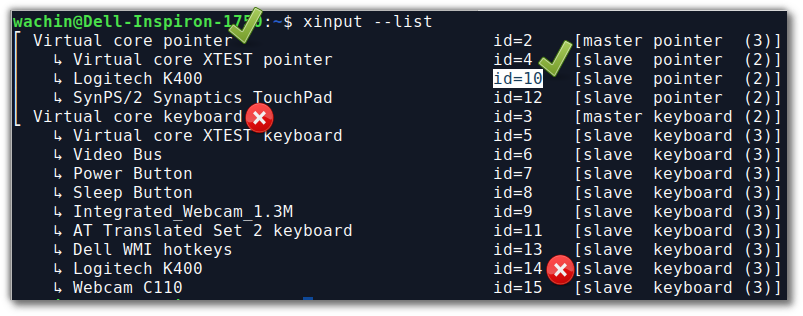 wachin@Dell-Inspiron-1750:~$ xinput --list
⎡ Virtual core pointer id=2 [master pointer (3)]
⎜ ↳ Virtual core XTEST pointer id=4 [slave pointer (2)]
⎜ ↳ Logitech K400 id=10 [slave pointer (2)]
⎜ ↳ SynPS/2 Synaptics TouchPad id=12 [slave pointer (2)]
⎣ Virtual core keyboard id=3 [master keyboard (2)]
↳ Virtual core XTEST keyboard id=5 [slave keyboard (3)]
↳ Video Bus id=6 [slave keyboard (3)]
↳ Power Button id=7 [slave keyboard (3)]
↳ Sleep Button id=8 [slave keyboard (3)]
↳ Integrated_Webcam_1.3M id=9 [slave keyboard (3)]
↳ AT Translated Set 2 keyboard id=11 [slave keyboard (3)]
↳ Dell WMI hotkeys id=13 [slave keyboard (3)]
↳ Logitech K400 id=14 [slave keyboard (3)]
↳ Webcam C110 id=15 [slave keyboard (3)]